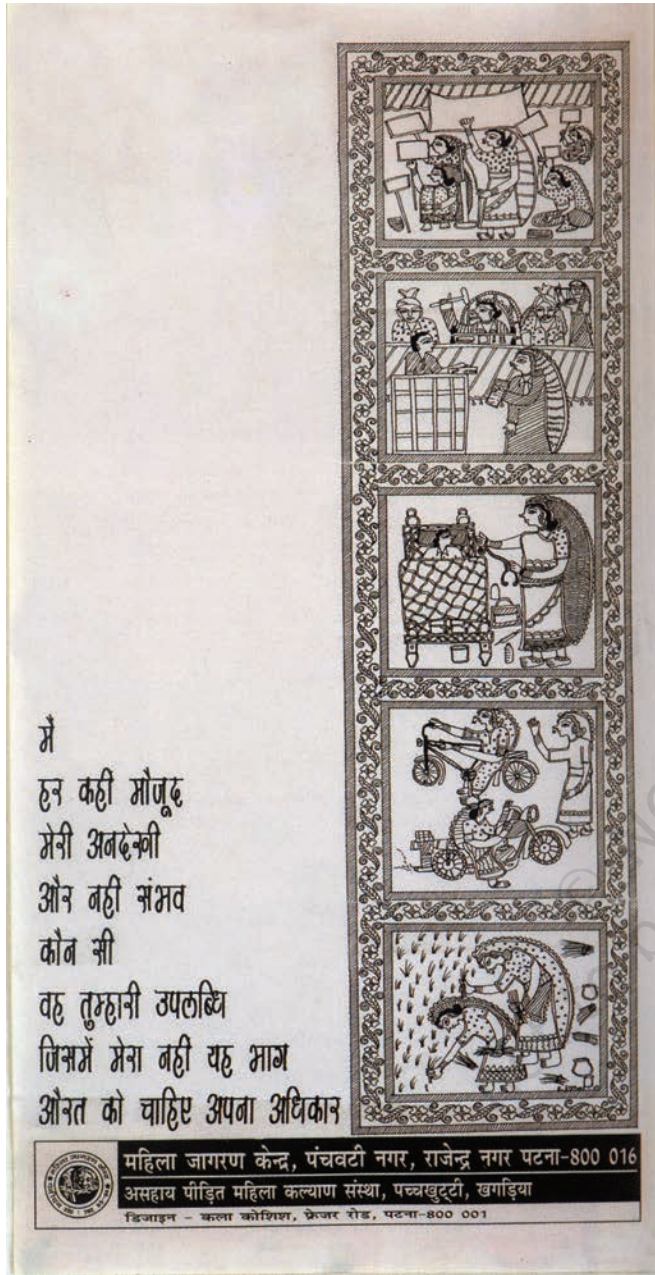 मैं
हर कहीं मौजूद
मेरी अनदेखी
और नहीं संभव
कौन सी
वह तुम्हारी उपलब्धि
जिसमें मेरा नहीं यह भाग
औरत को चाहिए अपना अधिकार
महिला जागरण केन्द्र, पंचवटी नगर, राजेन्द्र नगर पटना-800 016
असहाय पीड़ित महिला कल्याण संस्था, पच्चखुट्टी, खगड़िया
डिजाइन - कला कोशिश, फ्रेजर रोड, पटना-800 001